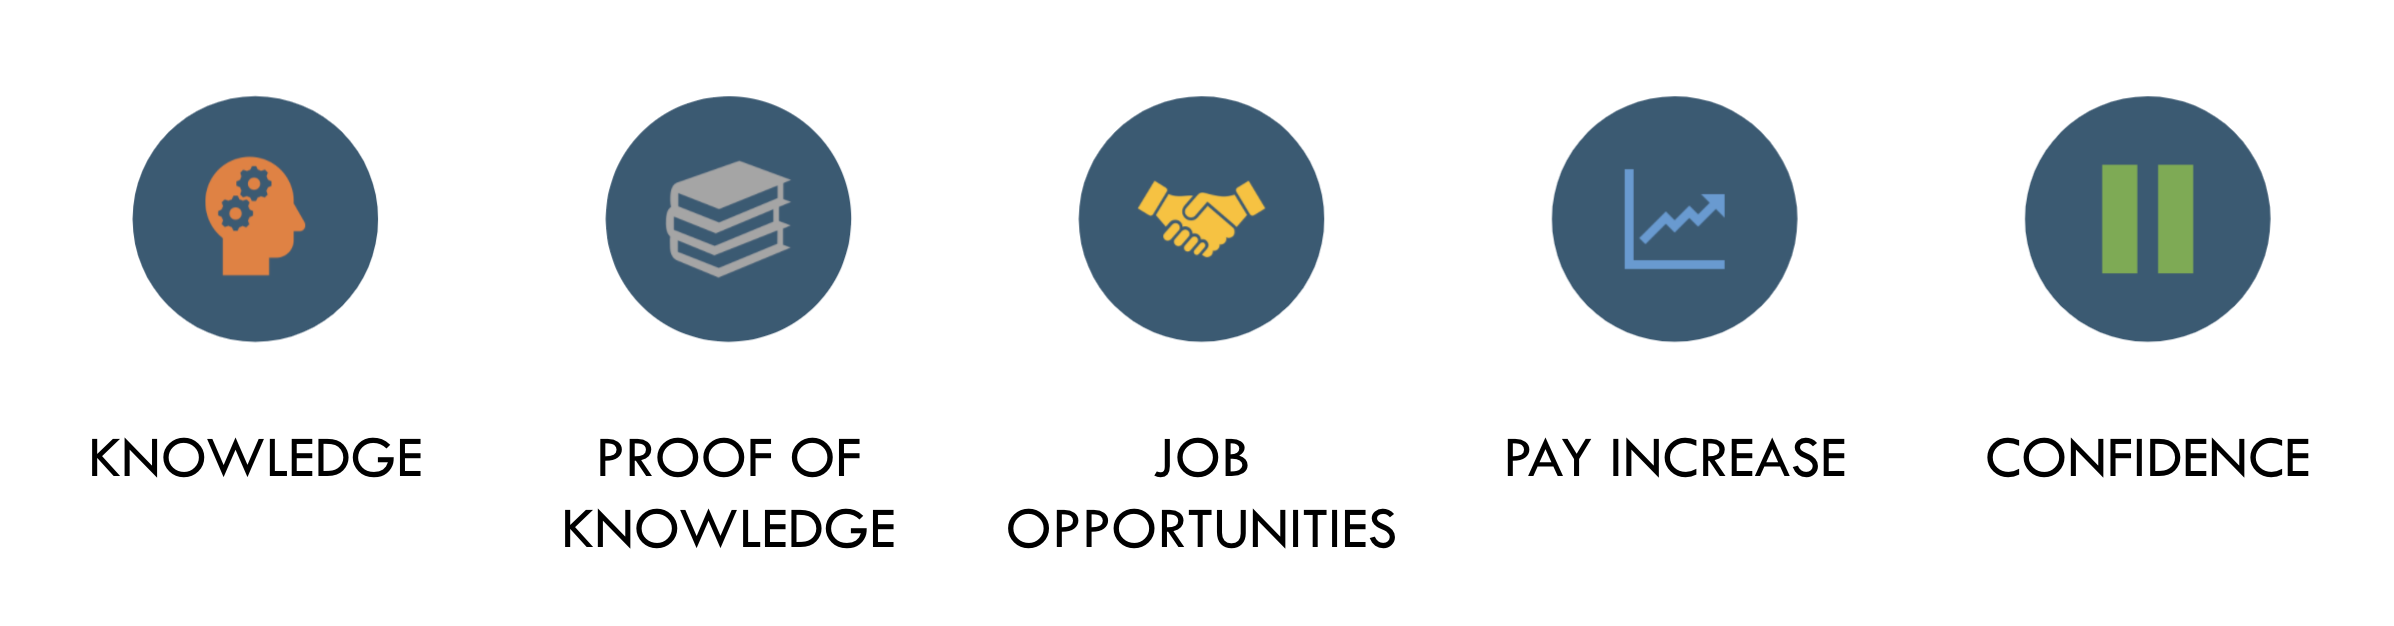 KNOWLEDGE
PROOF OF
KNOWLEDGE
JOB
OPPORTUNITIES
PAY INCREASE
CONFIDENCE